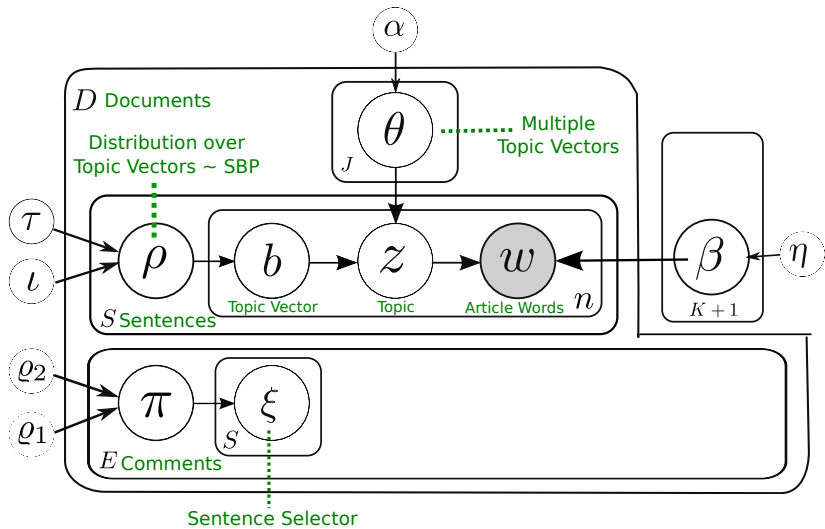 α
D Documents
θ
J
Multiple
Topic Vectors
Distribution over
Topic Vectors ~ SBP
τ
ι
ρ
b
z
w
β
η
Topic Vector
Topic
Article Words
n
K + 1
S Sentences
ϱ2
ϱ1
π
ξ
S
E Comments
Sentence Selector